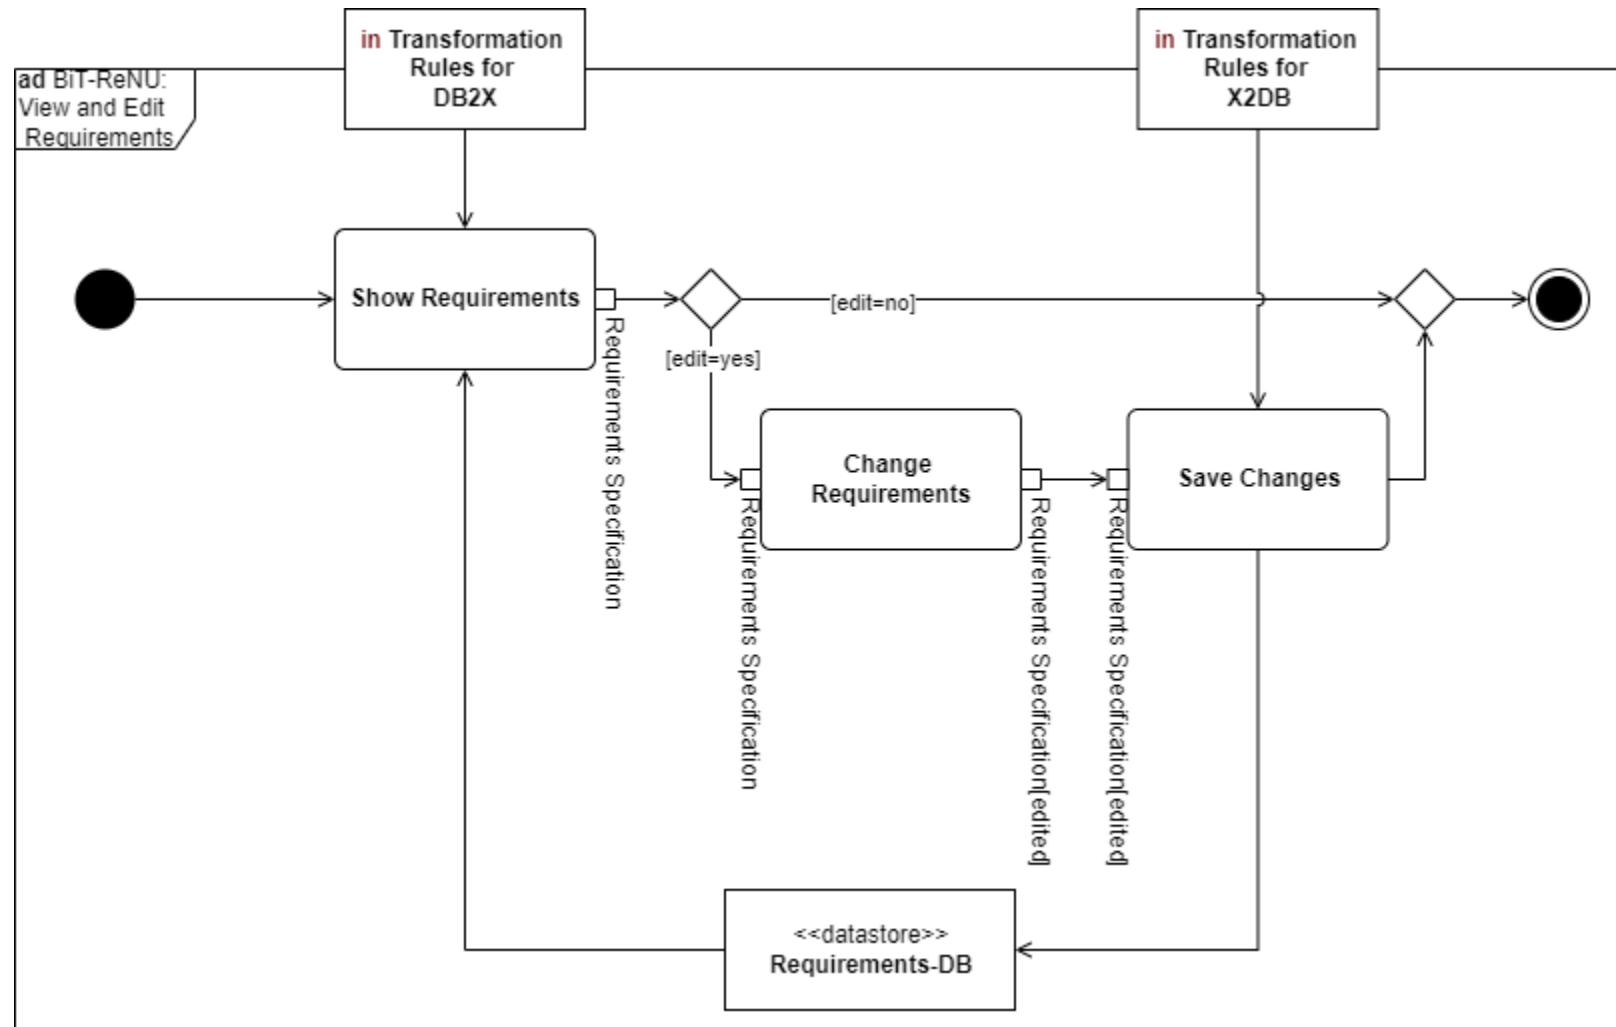 in Transformation
Rules for
DB2X
in Transformation
Rules for
X2DB
ad BiT-ReNU:
View and Edit
Requirements
Show Requirements
Requirements Specification
[edit=no]
[edit=yes]
Change
Requirements
Requirements Specification
Requirements Specification[edited]
Save Changes
Requirements Specification[edited]
<<datastore>>
Requirements-DB